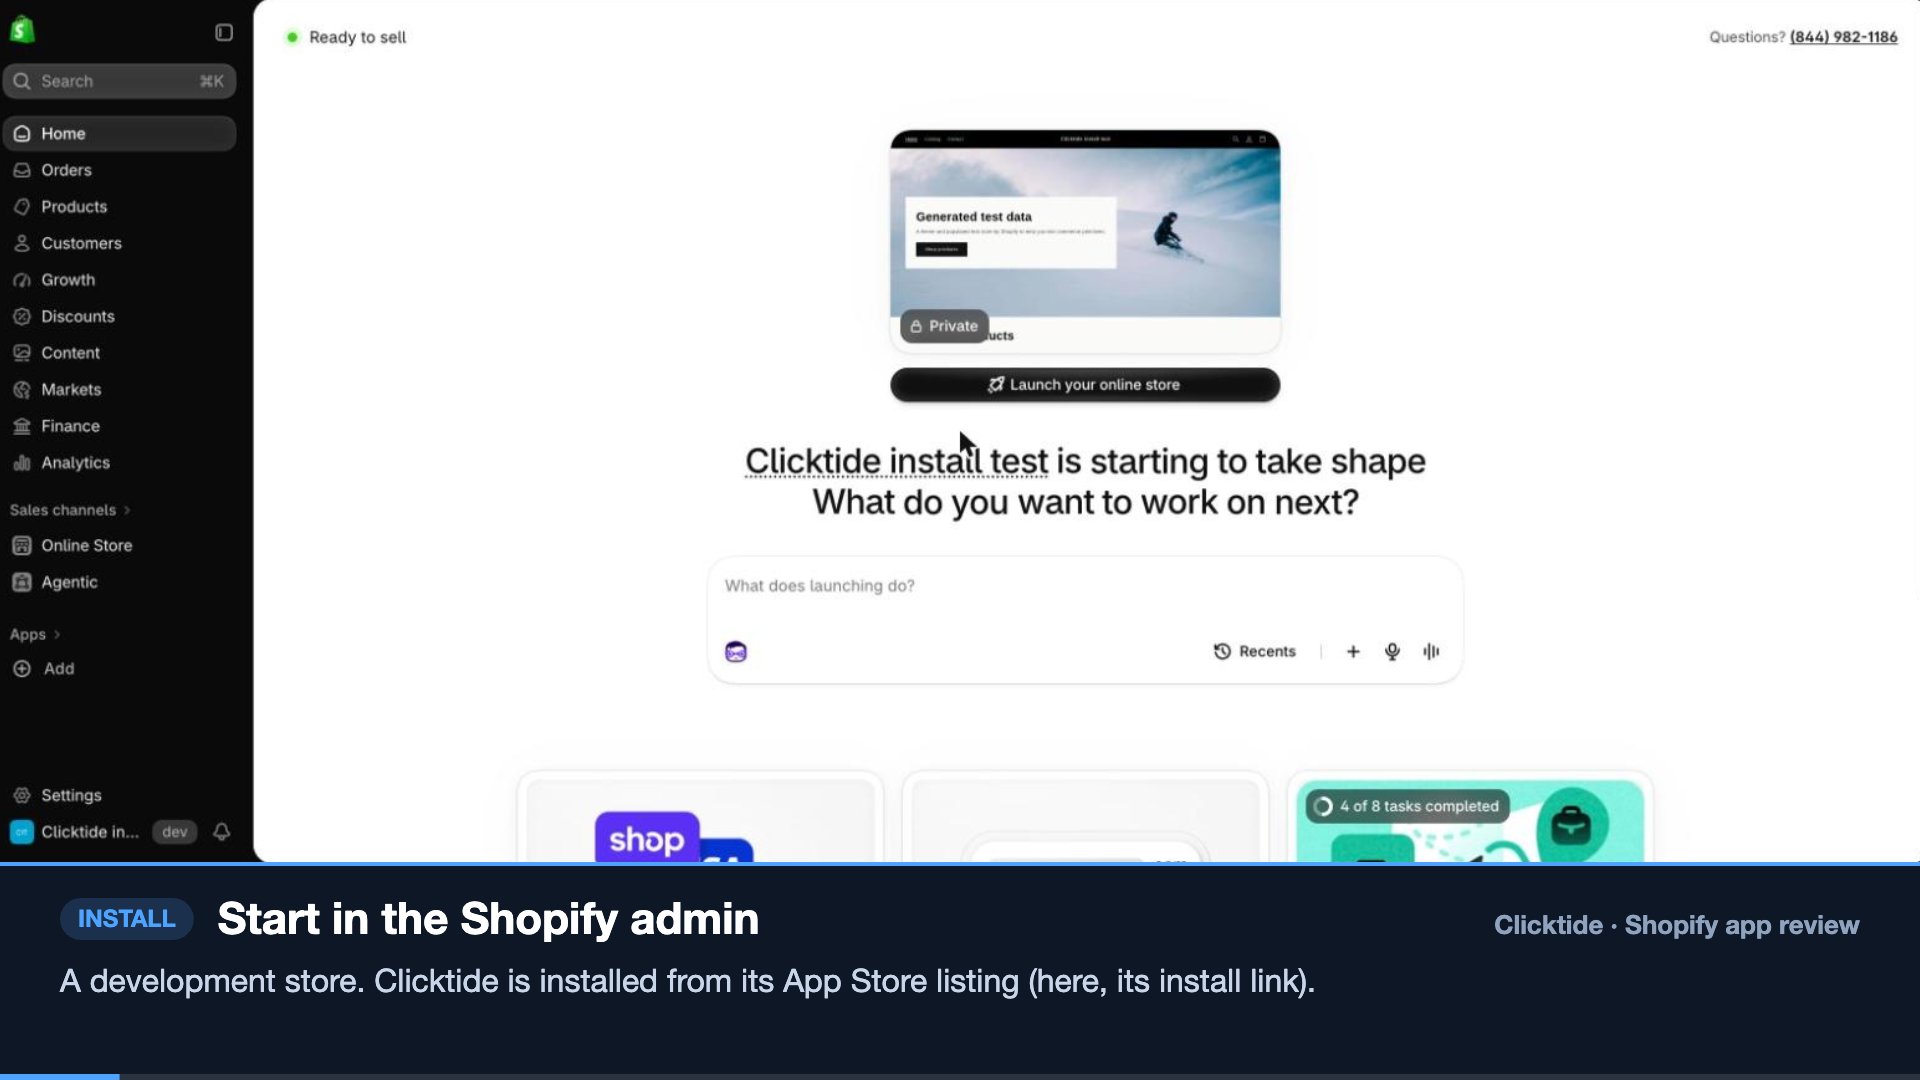 Ready to sell
Questions? (844) 982-1186
Search ⌘K
Home
Orders
Products
Customers
Growth
Discounts
Content
Markets
Finance
Analytics
Sales channels >
Online Store
Agentic
Apps >
Add
Settings
Clicktide in... dev
Generated test data
Private
ucts
Launch your online store
Clicktide install test is starting to take shape
What do you want to work on next?
What does launching do?
Recents
shop
4 of 8 tasks completed
INSTALL Start in the Shopify admin
Clicktide · Shopify app review
A development store. Clicktide is installed from its App Store listing (here, its install link).